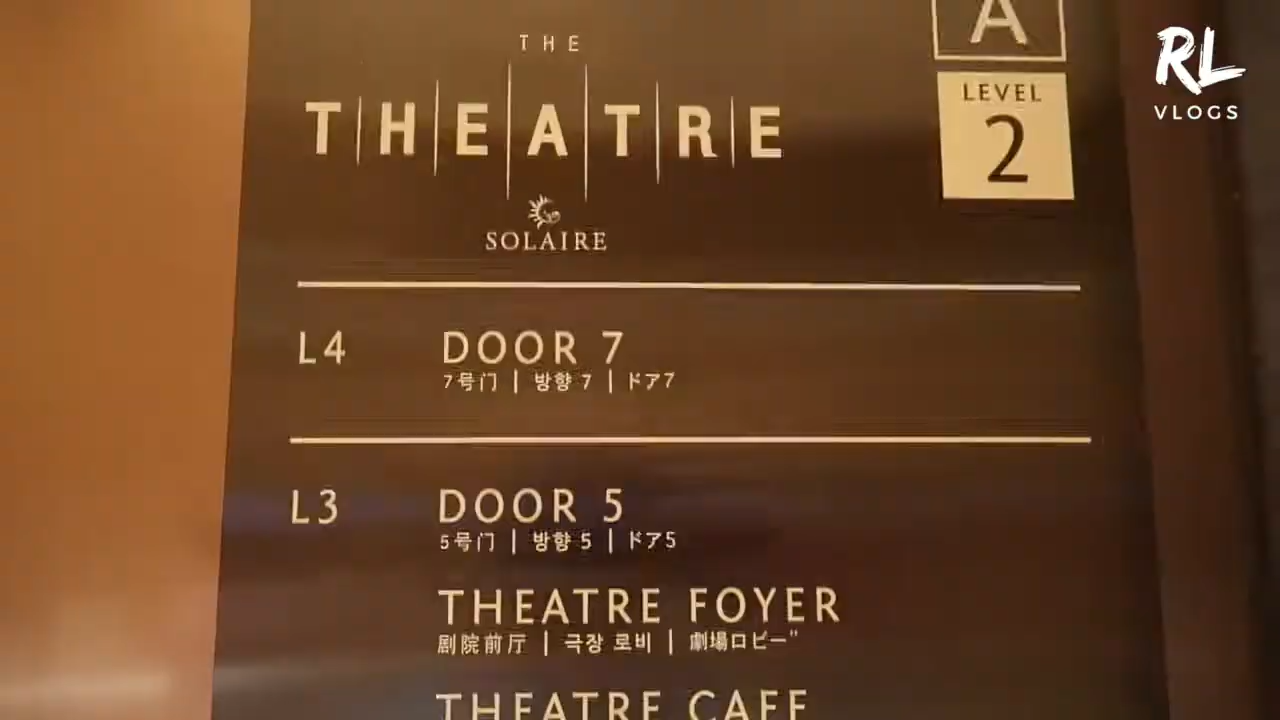 THE
THEATRE
SOLAIRE
A
LEVEL
2
RL
VLOGS
L4 DOOR 7
7号门 | 방향 7 | ドア7
L3 DOOR 5
5号门 | 방향 5 | ドア5
THEATRE FOYER
剧院前厅 | 극장 로비 | 劇場ロビー"
THEATRE CAFE